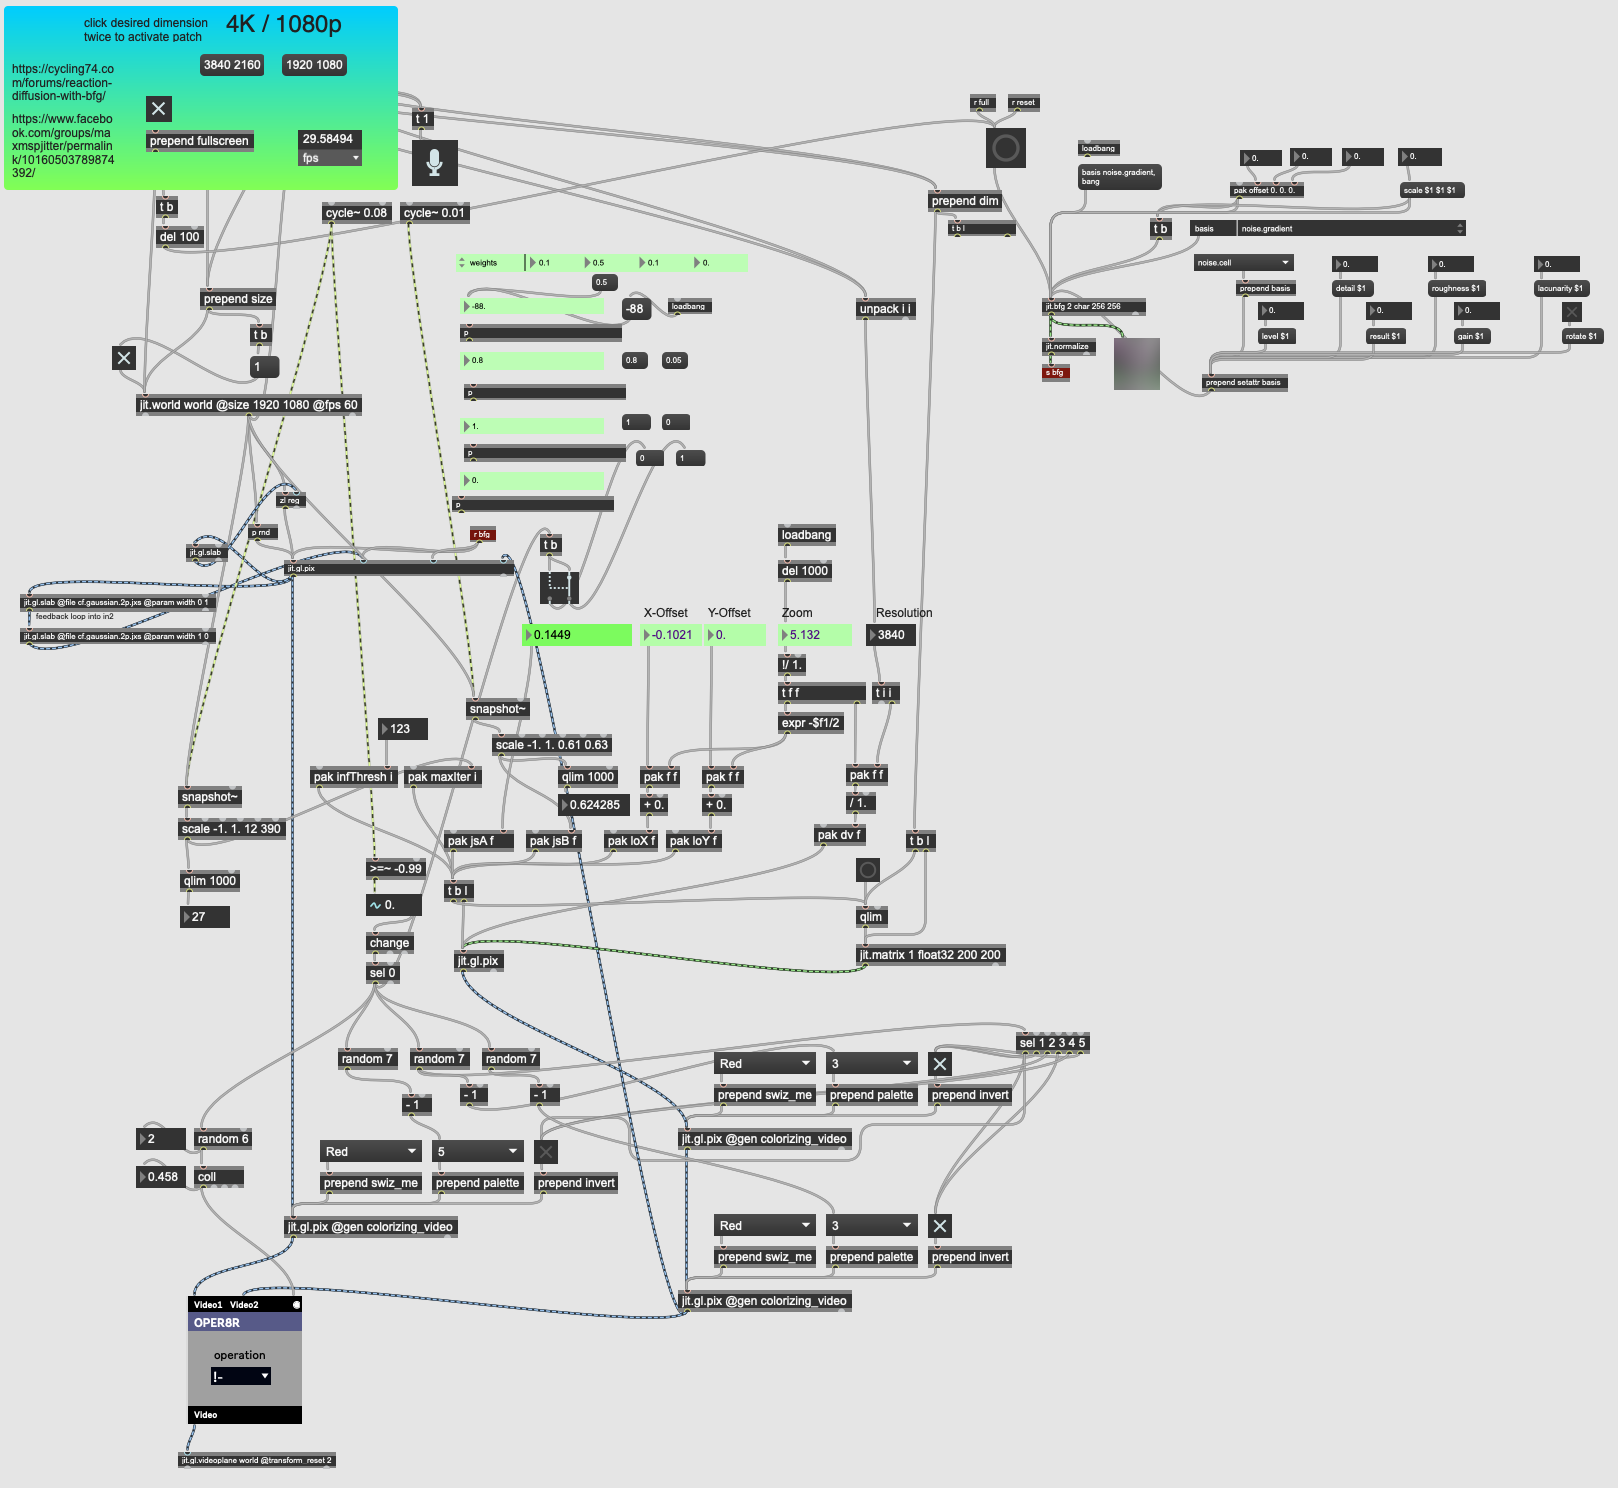 click desired dimension
twice to activate patch
4K / 1080p
https://cycling74.co
m/forums/reaction-
diffusion-with-bfg/
3840 2160
1920 1080
https://www.facebo
ok.com/groups/ma
xmspjitter/permalin
k/10160503789874
392/
prepend fullscreen
29.58494
fps
t 1
t b
del 100
cycle~ 0.08
cycle~ 0.01
r full
r reset
loadbang
basis noise.gradient,
bang
0.
0.
0.
0.
pak offset 0. 0. 0.
scale $1 $1 $1
prepend dim
t b l
t b
basis
noise.gradient
weights
0.1
0.5
0.1
0.
noise.cell
0.
0.
0.
prepend size
0.5
prepend basis
detail $1
roughness $1
lacunarity $1
-88.
-88
loadbang
unpack i i
jit.bfg 2 char 256 256
0.
0.
0.
t b
p
level $1
result $1
gain $1
rotate $1
jit.normalize
1
0.8
0.8
0.05
s bfg
prepend setattr basis
p
jit.world world @size 1920 1080 @fps 60
1.
1
0
p
0
1
0.
zl reg
p
p rnd
r bfg
t b
loadbang
jit.gl.slab
jit.gl.pix
del 1000
jit.gl.slab @file cf.gaussian.2p.jxs @param width 0 1
feedback loop into in2
jit.gl.slab @file cf.gaussian.2p.jxs @param width 1 0
X-Offset
Y-Offset
Zoom
Resolution
0.1449
-0.1021
0.
5.132
3840
!/ 1.
t f f
t i i
snapshot~
expr -$f1/2
123
scale -1. 1. 0.61 0.63
pak infThresh i
pak maxIter i
qlim 1000
pak f f
pak f f
pak f f
snapshot~
0.624285
+ 0.
+ 0.
/ 1.
scale -1. 1. 12 390
pak jsA f
pak jsB f
pak loX f
pak loY f
pak dv f
t b l
>=~ -0.99
qlim 1000
t b l
0.
27
qlim
change
jit.gl.pix
jit.matrix 1 float32 200 200
sel 0
sel 1 2 3 4 5
random 7
random 7
random 7
Red
3
- 1
- 1
- 1
prepend swiz_me
prepend palette
prepend invert
2
random 6
jit.gl.pix @gen colorizing_video
Red
5
0.458
coll
prepend swiz_me
prepend palette
prepend invert
jit.gl.pix @gen colorizing_video
Red
3
prepend swiz_me
prepend palette
prepend invert
jit.gl.pix @gen colorizing_video
Video1
Video2
OPER8R
operation
!-
Video
jit.gl.videoplane world @transform_reset 2